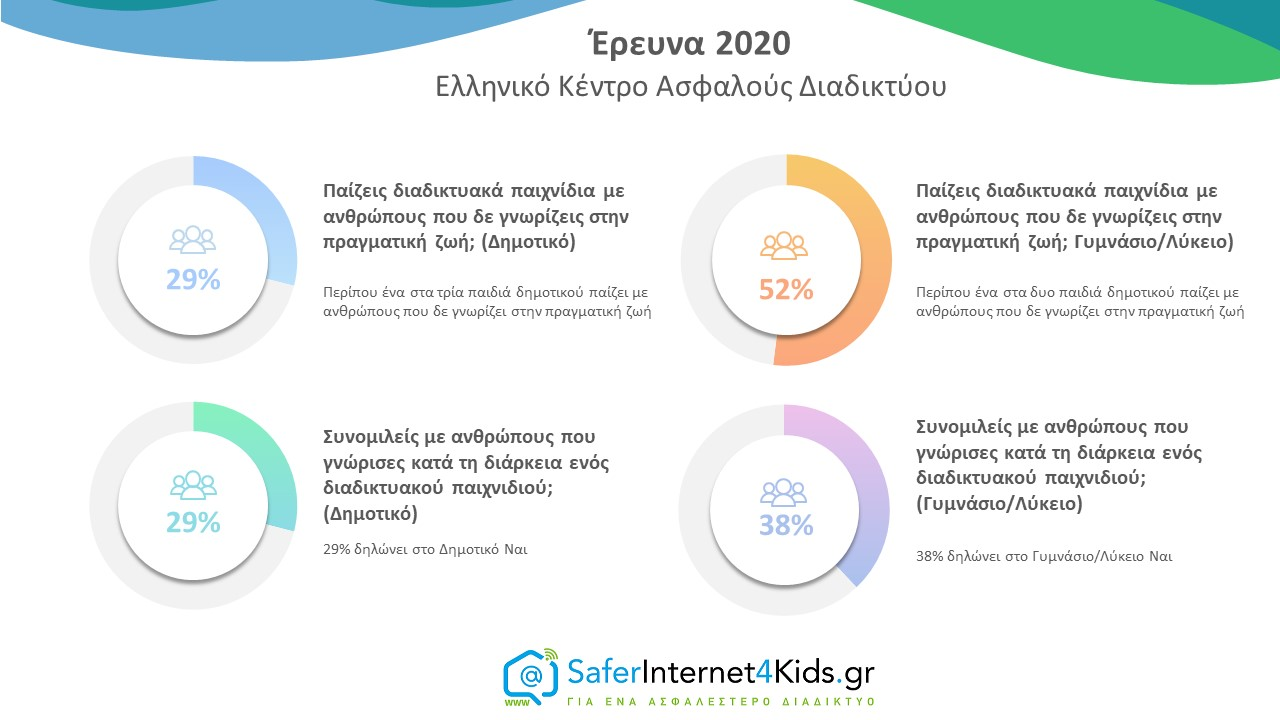 Έρευνα 2020
Ελληνικό Κέντρο Ασφαλούς Διαδικτύου
29%
Παίζεις διαδικτυακά παιχνίδια με
ανθρώπους που δε γνωρίζεις στην
πραγματική ζωή; (Δημοτικό)
Περίπου ένα στα τρία παιδιά δημοτικού παίζει με
ανθρώπους που δε γνωρίζει στην πραγματική ζωή
52%
Παίζεις διαδικτυακά παιχνίδια με
ανθρώπους που δε γνωρίζεις στην
πραγματική ζωή; Γυμνάσιο/Λύκειο)
Περίπου ένα στα δυο παιδιά δημοτικού παίζει με
ανθρώπους που δε γνωρίζει στην πραγματική ζωή
29%
Συνομιλείς με ανθρώπους που
γνώρισες κατά τη διάρκεια ενός
διαδικτυακού παιχνιδιού;
(Δημοτικό)
29% δηλώνει στο Δημοτικό Ναι
38%
Συνομιλείς με ανθρώπους που
γνώρισες κατά τη διάρκεια ενός
διαδικτυακού παιχνιδιού;
(Γυμνάσιο/Λύκειο)
38% δηλώνει στο Γυμνάσιο/Λύκειο Ναι
@
www
SaferInternet4Kids.gr
ΓΙΑ ΕΝΑ ΑΣΦΑΛΕΣΤΕΡΟ ΔΙΑΔΙΚΤΥΟ